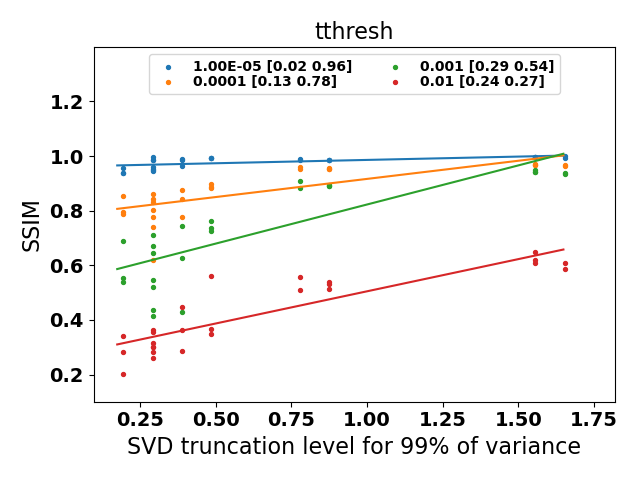 tthresh
1.00E-05 [0.02 0.96]
0.0001 [0.13 0.78]
0.001 [0.29 0.54]
0.01 [0.24 0.27]
SSIM
1.2
1.0
0.8
0.6
0.4
0.2
0.25 0.50 0.75 1.00 1.25 1.50 1.75
SVD truncation level for 99% of variance